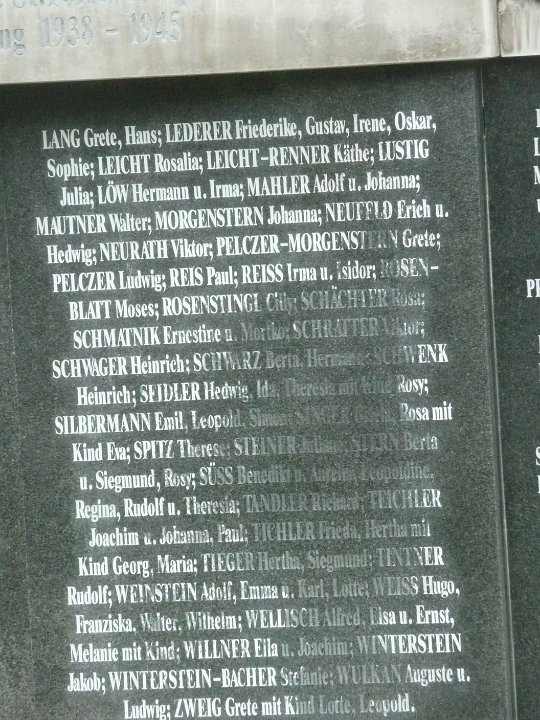 1938 - 1945
LANG Grete, Hans; LEDERER Friederike, Gustav, Irene, Oskar,
Sophie; LEICHT Rosalia; LEICHT-RENNER Käthe; LUSTIG
Julia; LÖW Hermann u. Irma; MAHLER Adolf u. Johanna;
MAUTNER Walter; MORGENSTERN Johanna; NEUFELD Erich u.
Hedwig; NEURATH Viktor; PELCZER-MORGENSTERN Grete;
PELCZER Ludwig; REIS Paul; REISS Irma u. Isidor; ROSEN-
BLATT Moses; ROSENSTINGL Cilly; SCHÄCHTER Rosa;
SCHMATNIK Ernestine u. SCHRATTER Viktor;
SCHWAGER Heinrich; SCHWARZ Berta, Hermann; SCHWENK
Heinrich; SEIDLER Hedwig, Ida, Theresia mit Kind Rosy;
SILBERMANN Emil, Leopold, Simon; SINGER Rosa mit
Kind Eva; SPITZ Therese; STEINER STERN Berta
u. Siegmund, Rosy; SÜSS Benedikt u. Leopoldine,
Regina, Rudolf u. Theresia; TANDLER Richard; TEICHLER
Joachim u. Johanna, Paul; TICHLER Frieda, Hertha mit
Kind Georg, Maria; TIEGER Hertha, Siegmund; TENTNER
Rudolf; WEINSTEIN Adolf, Emma u. Karl, Lotte; WEISS Hugo,
Franziska, Walter, Wilhelm; WELLISCH Alfred, Elsa u. Ernst,
Melanie mit Kind; WILLNER Ella u. Joachim; WINTERSTEIN
Jakob; WINTERSTEIN-BACHER Stefanie; WULKAN Auguste u.
Ludwig; ZWEIG Grete mit Kind Lotte, Leopold.